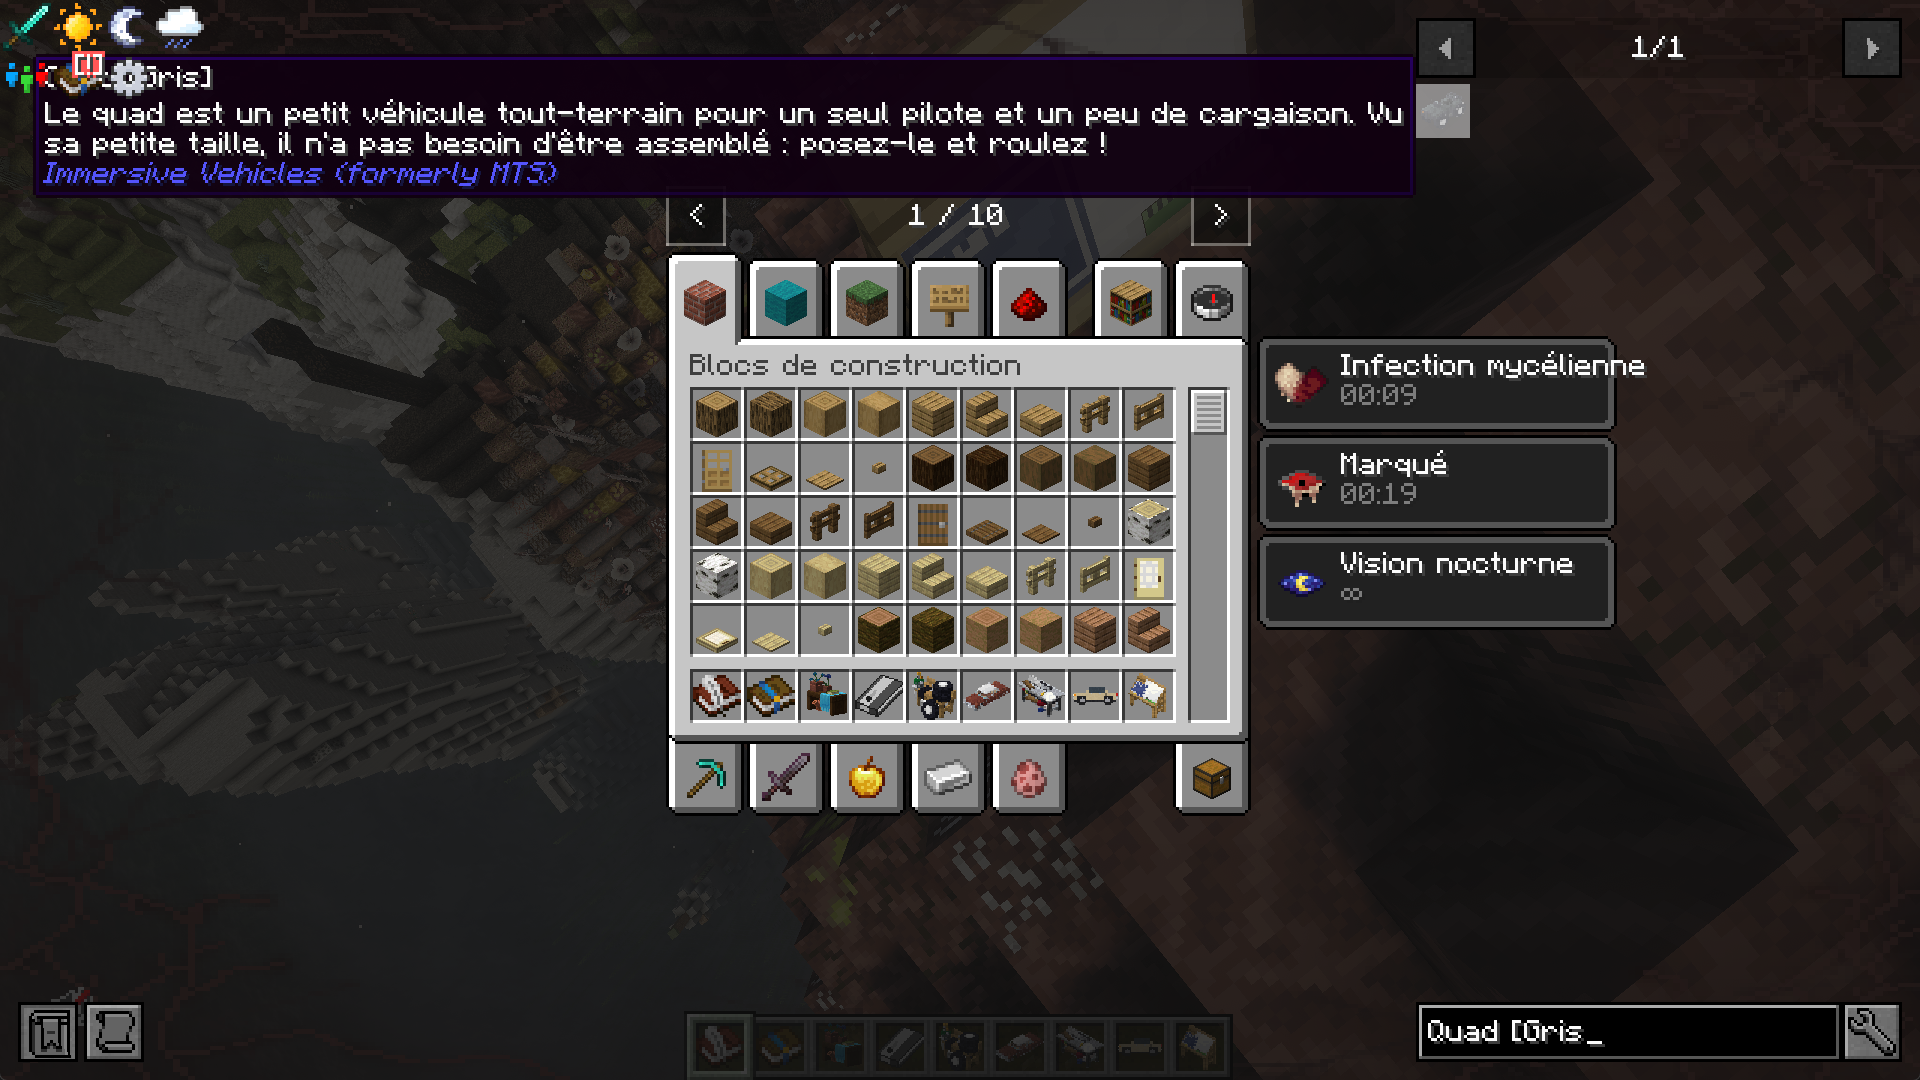 Gris]
Le quad est un petit véhicule tout-terrain pour un seul pilote et un peu de cargaison. Vu
sa petite taille, il n'a pas besoin d'être assemblé : posez-le et roulez !
Immersive Vehicles (formerly MTS)
1/1
< 1 / 10 >
Blocs de construction
Infection mycélienne
00:09
Marqué
00:19
Vision nocturne
∞
Quad [Gris_